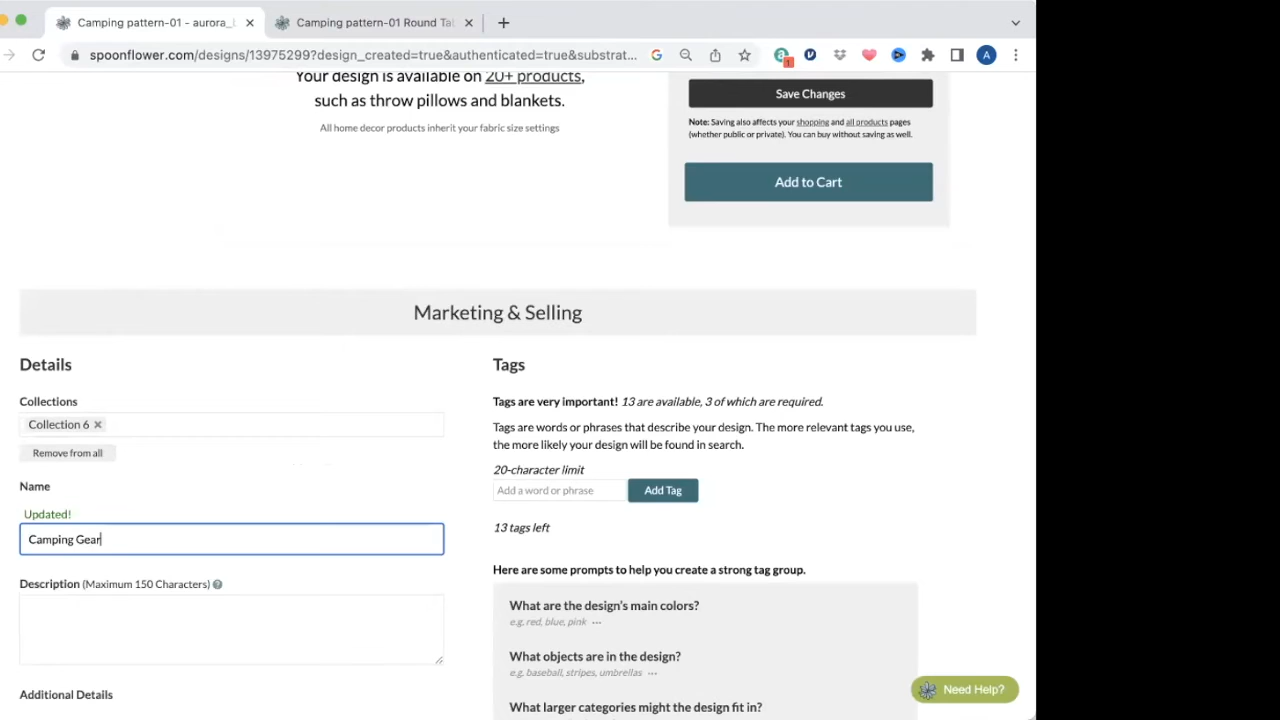 Camping pattern-01 - aurora_
Camping pattern-01 Round Ta
spoonflower.com/designs/13975299?design_created=true&authenticated=true&substrat...
Your design is available on 20+ products,
such as throw pillows and blankets.
All home decor products inherit your fabric size settings
Save Changes
Note: Saving also affects your shopping and all products pages
(whether public or private). You can buy without saving as well.
Add to Cart
Marketing & Selling
Details
Collections
Collection 6 ×
Remove from all
Name
Updated!
Camping Gear
Description (Maximum 150 Characters)
Additional Details
Tags
Tags are very important! 13 are available, 3 of which are required.
Tags are words or phrases that describe your design. The more relevant tags you use,
the more likely your design will be found in search.
20-character limit
Add a word or phrase
Add Tag
13 tags left
Here are some prompts to help you create a strong tag group.
What are the design's main colors?
e.g. red, blue, pink ...
What objects are in the design?
e.g. baseball, stripes, umbrellas ...
What larger categories might the design fit in?
Need Help?